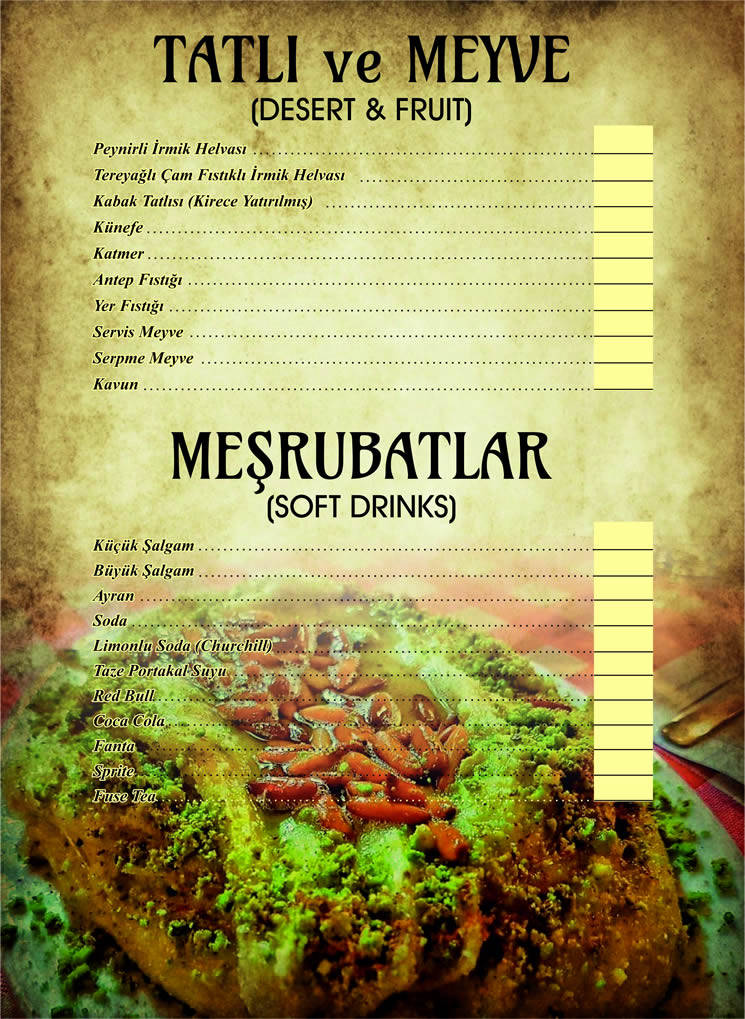 TATLI ve MEYVE
(DESERT & FRUIT)
Peynirli İrmik Helvası
Tereyağlı Çam Fıstıklı İrmik Helvası
Kabak Tatlısı (Kirece Yatırılmış)
Künefe
Katmer
Antep Fıstığı
Yer Fıstığı
Servis Meyve
Serpme Meyve
Kavun
MEŞRUBATLAR
(SOFT DRINKS)
Küçük Şalgam
Büyük Şalgam
Ayran
Soda
Limonlu Soda (Churchill)
Taze Portakal Suyu
Red Bull
Coca Cola
Fanta
Sprite
Fuse Tea